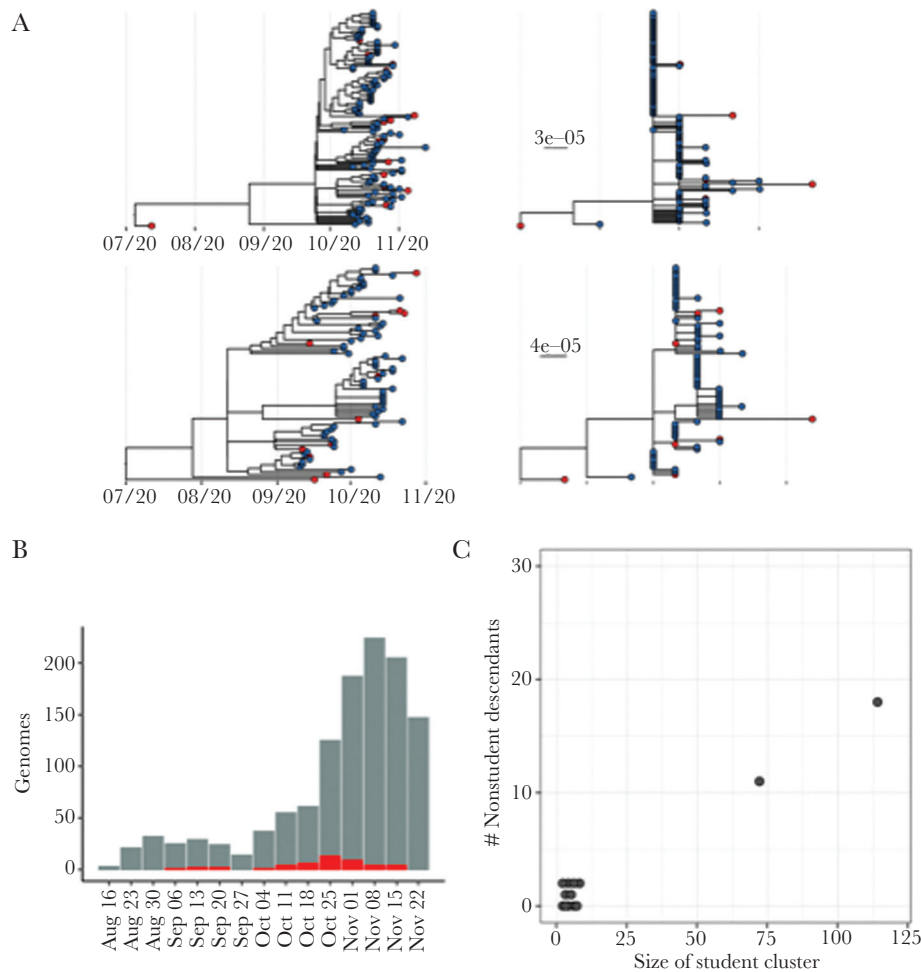 A
3e–05
07/20 08/20 09/20 10/20 11/20
4e–05
07/20 08/20 09/20 10/20 11/20
B
Genomes
200
150
100
50
0
Aug 16
Aug 23
Aug 30
Sep 06
Sep 13
Sep 20
Sep 27
Oct 04
Oct 11
Oct 18
Oct 25
Nov 01
Nov 08
Nov 15
Nov 22
C
# Nonstudent descendants
30
20
10
0
0 25 50 75 100 125
Size of student cluster